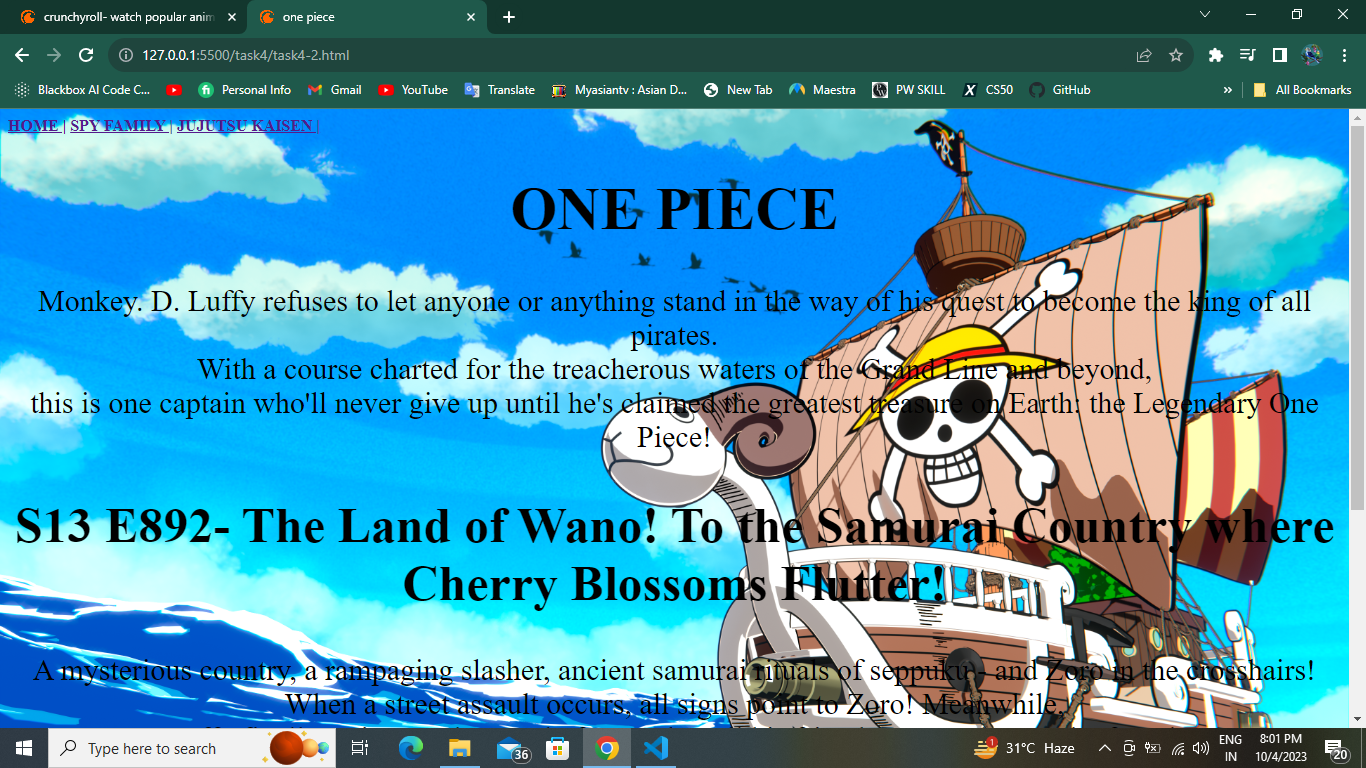 crunchyroll- watch popular anim
one piece
127.0.0.1:5500/task4/task4-2.html
Blackbox AI Code C...
Personal Info
Gmail
YouTube
Translate
Myasiantv : Asian D...
New Tab
Maestra
PW SKILL
CS50
GitHub
»
All Bookmarks
HOME | SPY FAMILY | JUJUTSU KAISEN |
ONE PIECE
Monkey. D. Luffy refuses to let anyone or anything stand in the way of his quest to become the king of all
pirates.
With a course charted for the treacherous waters of the Grand Line and beyond,
this is one captain who'll never give up until he's claimed the greatest treasure on Earth: the Legendary One
Piece!
S13 E892- The Land of Wano! To the Samurai Country where
Cherry Blossoms Flutter!
A mysterious country, a rampaging slasher, ancient samurai rituals of seppuku - and Zoro in the crosshairs!
When a street assault occurs, all signs point to Zoro! Meanwhile,
Type here to search
36
1
31°C Haze
ENG
IN
8:01 PM
10/4/2023
20